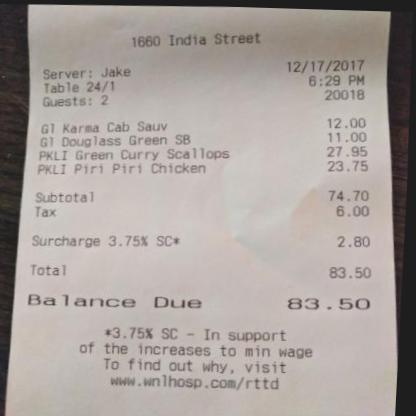 1660 India Street
Server: Jake 12/17/2017
Table 24/1 6:29 PM
Guests: 2 20018
Gl Karma Cab Sauv 12.00
Gl Douglass Green SB 11.00
PKLI Green Curry Scallops 27.95
PKLI Piri Piri Chicken 23.75
Subtotal 74.70
Tax 6.00
Surcharge 3.75% SC* 2.80
Total 83.50
Balance Due 83.50
*3.75% SC - In support
of the increases to min wage
To find out why, visit
www.wnlhosp.com/rttd